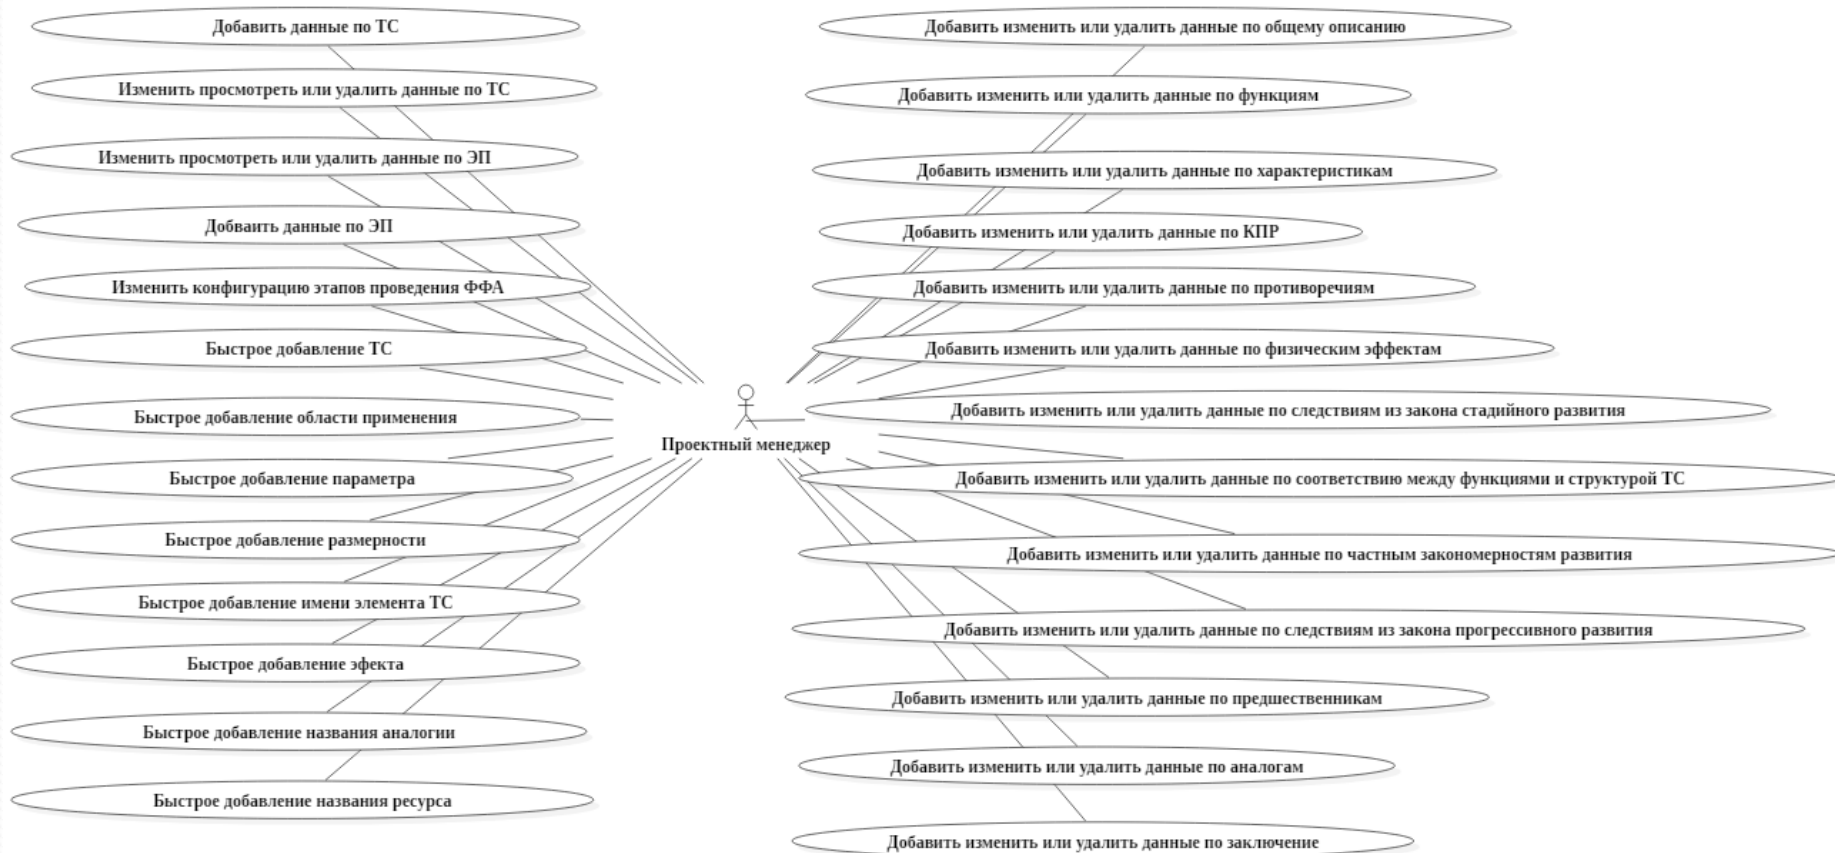 Добавить данные по ТС
Изменить просмотреть или удалить данные по ТС
Изменить просмотреть или удалить данные по ЭП
Добваить данные по ЭП
Изменить конфигурацию этапов проведения ФФА
Быстрое добавление ТС
Быстрое добавление области применения
Быстрое добавление параметра
Быстрое добавление размерности
Быстрое добавление имени элемента ТС
Быстрое добавление эфекта
Быстрое добавление названия аналогии
Быстрое добавление названия ресурса
Проектный менеджер
Добавить изменить или удалить данные по общему описанию
Добавить изменить или удалить данные по функциям
Добавить изменить или удалить данные по характеристикам
Добавить изменить или удалить данные по КПР
Добавить изменить или удалить данные по противоречиям
Добавить изменить или удалить данные по физическим эффектам
Добавить изменить или удалить данные по следствиям из закона стадийного развития
Добавить изменить или удалить данные по соответствию между функциями и структурой ТС
Добавить изменить или удалить данные по частным закономерностям развития
Добавить изменить или удалить данные по следствиям из закона прогрессивного развития
Добавить изменить или удалить данные по предшественникам
Добавить изменить или удалить данные по аналогам
Добавить изменить или удалить данные по заключение